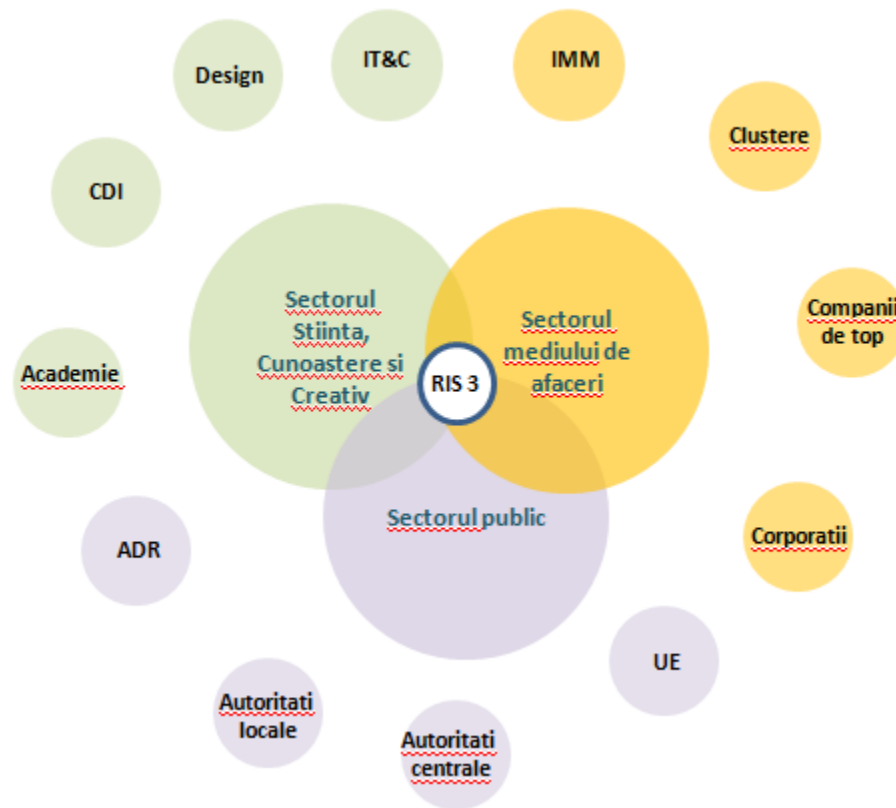 Design
IT&C
IMM
Clustere
CDI
Sectorul
Stiinta,
Cunoastere si
Creativ
Sectorul
mediului de
afaceri
Companii
de top
Academie
RIS 3
Sectorul public
ADR
Corporatii
UE
Autoritati
locale
Autoritati
centrale